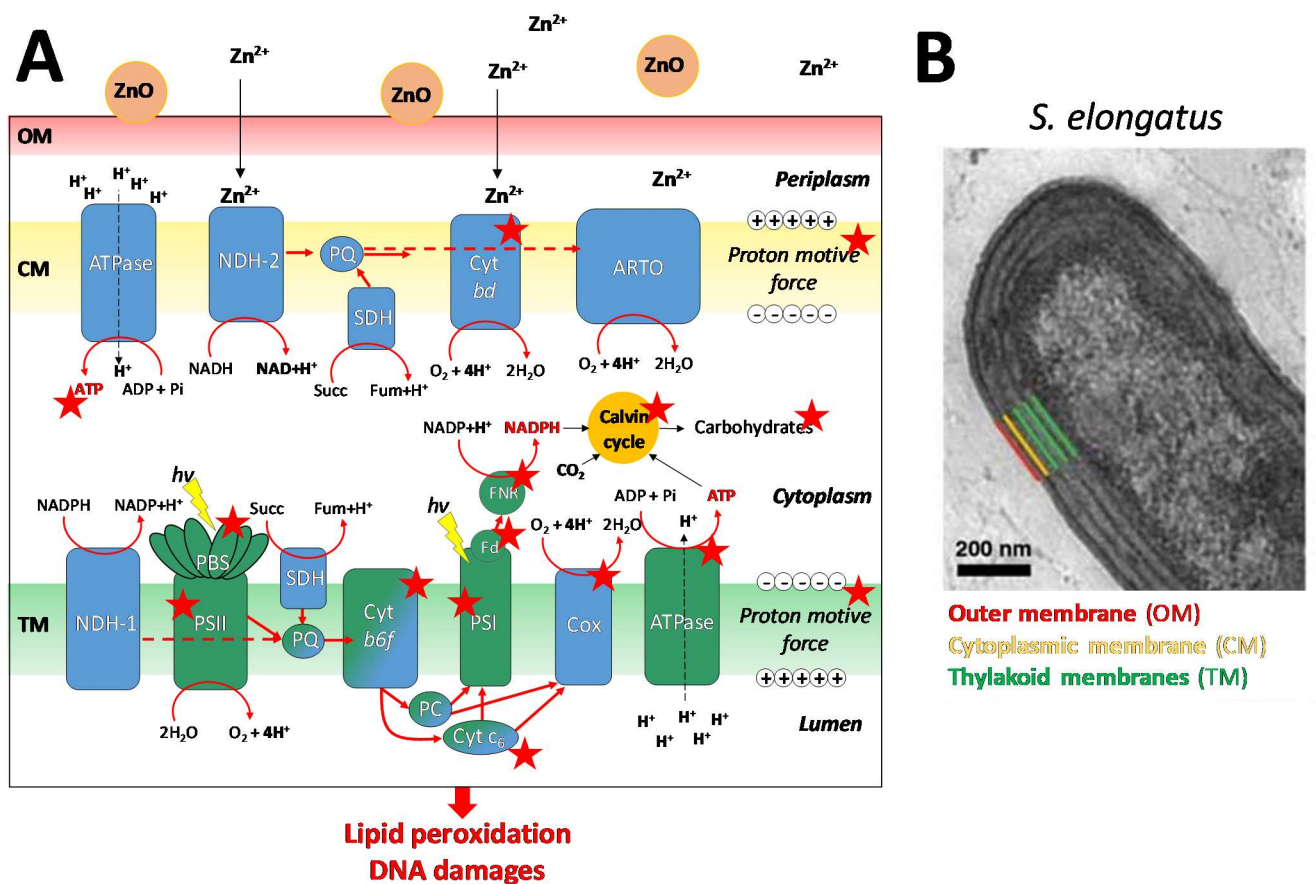 A
Zn²⁺
Zn²⁺
Zn²⁺
Zn²⁺
ZnO
ZnO
ZnO
OM
H⁺ H⁺ H⁺ H⁺ H⁺
Zn²⁺
Zn²⁺
Zn²⁺
Periplasm
+ + + + +
CM
ATPase
NDH-2
PQ
SDH
Cyt
bd
ARTO
Proton motive
force
- - - - -
ATP
H⁺
ADP + Pi
NADH
NAD+H⁺
Succ
Fum+H⁺
O₂ + 4H⁺
2H₂O
O₂ + 4H⁺
2H₂O
NADP+H⁺
NADPH
Calvin
cycle
Carbohydrates
CO₂
Cytoplasm
NADPH
NADP+H⁺
hv
Succ
Fum+H⁺
hv
FNR
Fd
O₂ + 4H⁺
2H₂O
ADP + Pi
H⁺
ATP
PBS
TM
NDH-1
PSII
SDH
PQ
Cyt
b6f
PSI
Cox
ATPase
- - - - -
Proton motive
force
+ + + + +
2H₂O
O₂ + 4H⁺
PC
Cyt c₆
H⁺ H⁺ H⁺ H⁺ H⁺ H⁺
Lumen
Lipid peroxidation
DNA damages
B
S. elongatus
200 nm
Outer membrane (OM)
Cytoplasmic membrane (CM)
Thylakoid membranes (TM)